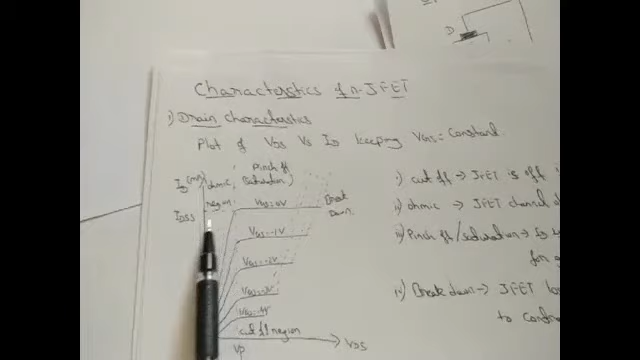 D
Characterstics of n-JFET
i) Drain characterstics
Plot of VDS Vs ID keeping VGS = Constant.
ID (mA)
ohmic region
Pinch off (Saturation)
IDSS
VGS=0V
Break down
VGS=-1V
VGS=-2V
VGS=-3V
VGS=-4V
cut off region
VP
VDS
i) cut off → JFET is off
ii) ohmic → JFET channel
iii) Pinch off/saturation → ID
iv) Break down → JFET
to